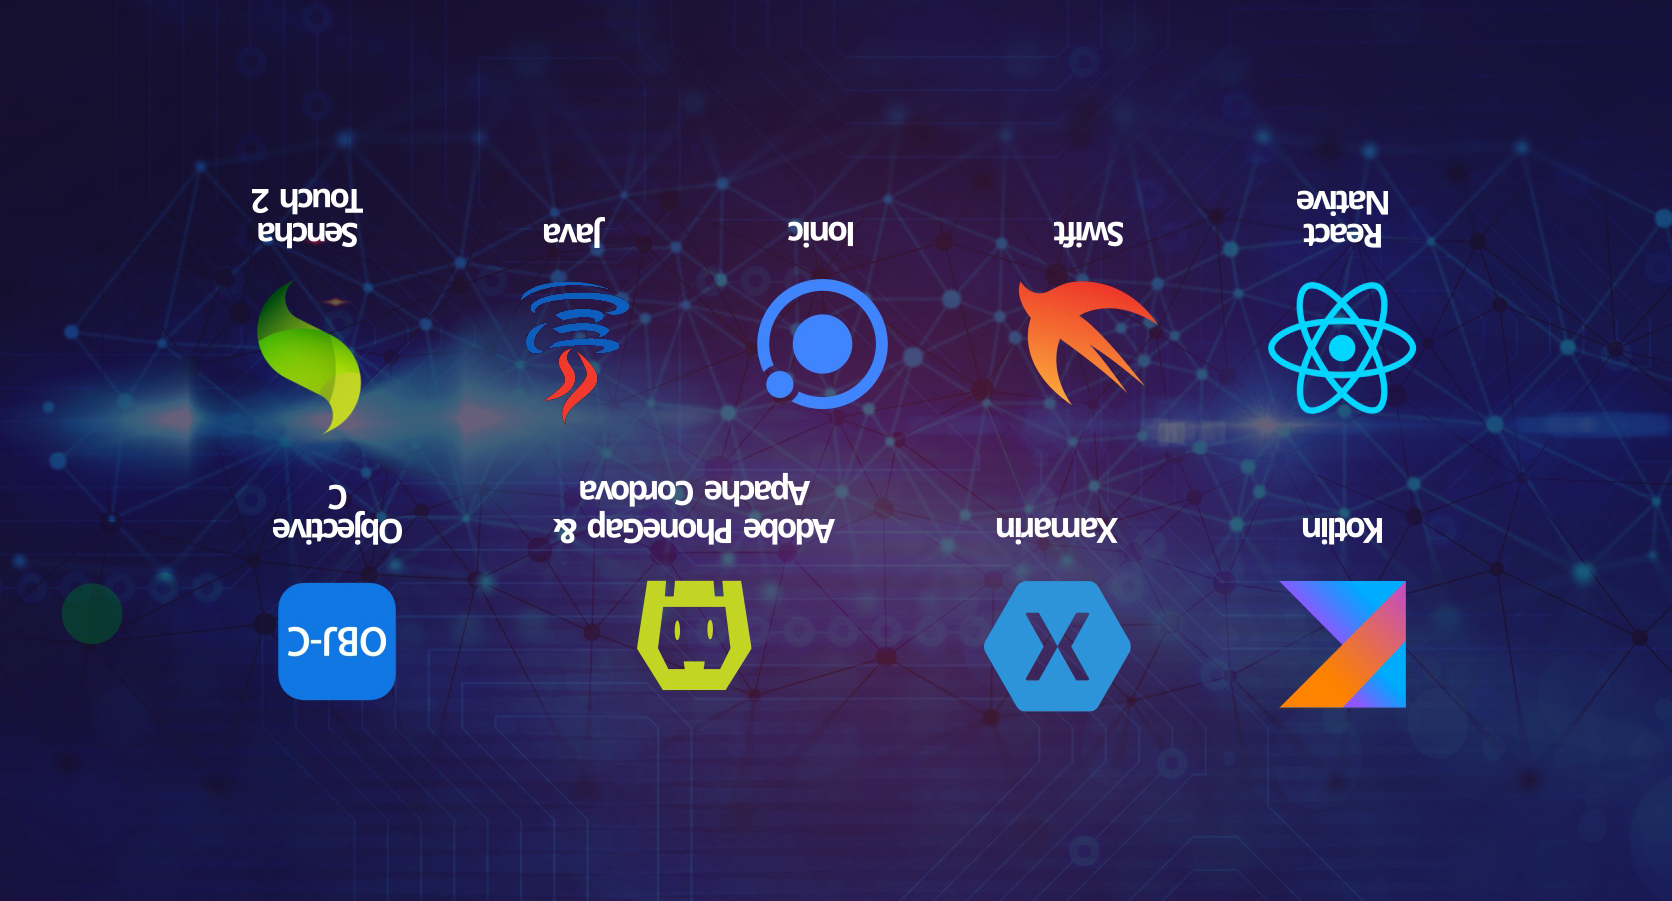 Kotlin
Xamarin
Adobe PhoneGap &
Apache Cordova
OBJ-C
Objective
C
React
Native
Swift
Ionic
Java
Sencha
Touch 2